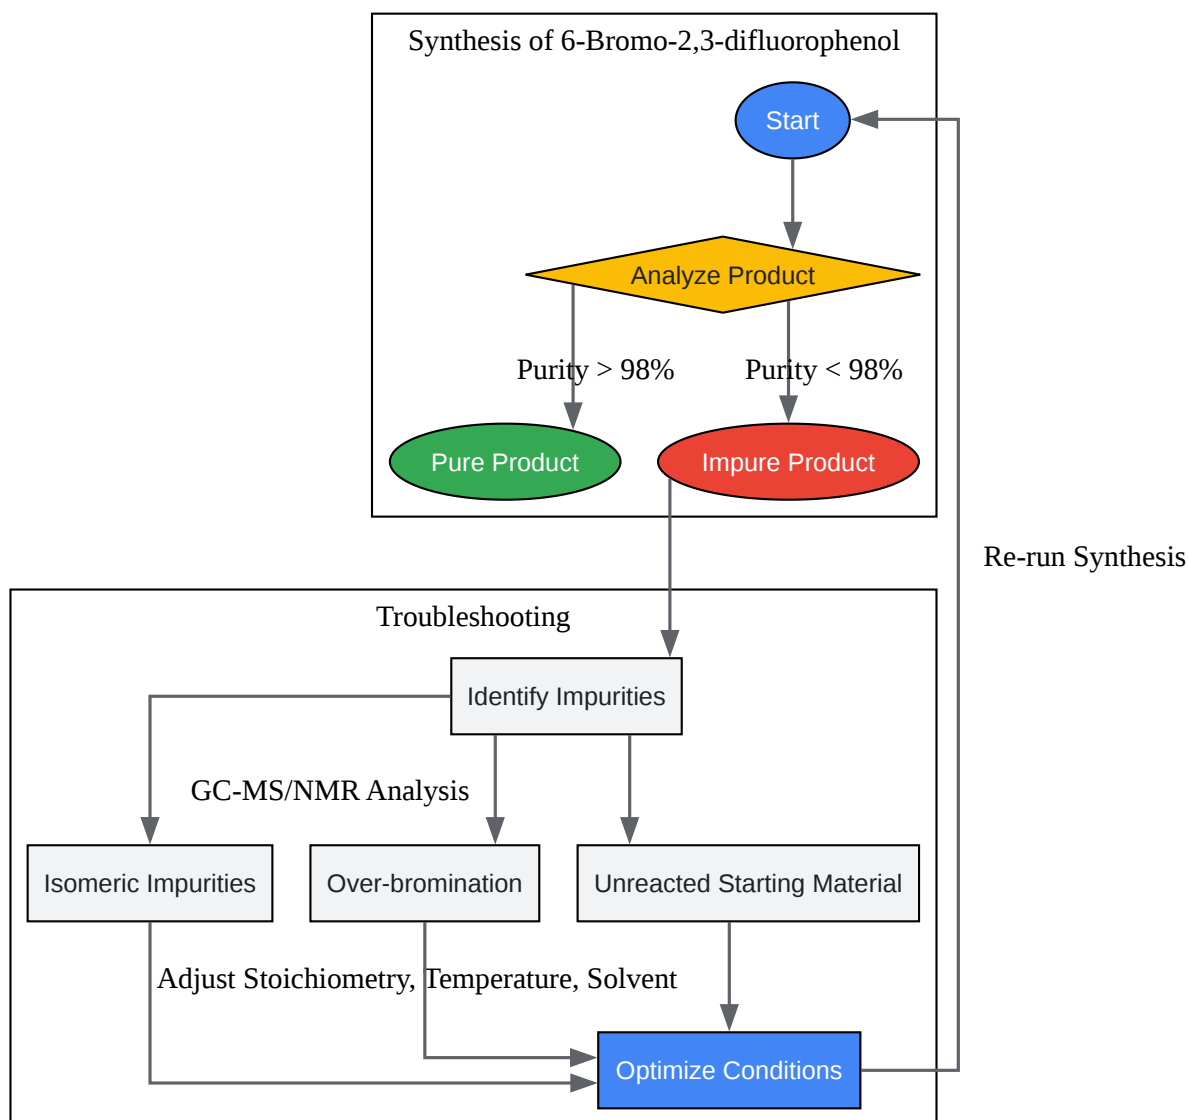 Synthesis of 6-Bromo-2,3-difluorophenol
Start
Analyze Product
Purity > 98%
Purity < 98%
Pure Product
Impure Product
Re-run Synthesis
Troubleshooting
Identify Impurities
GC-MS/NMR Analysis
Isomeric Impurities
Over-bromination
Unreacted Starting Material
Adjust Stoichiometry, Temperature, Solvent
Optimize Conditions